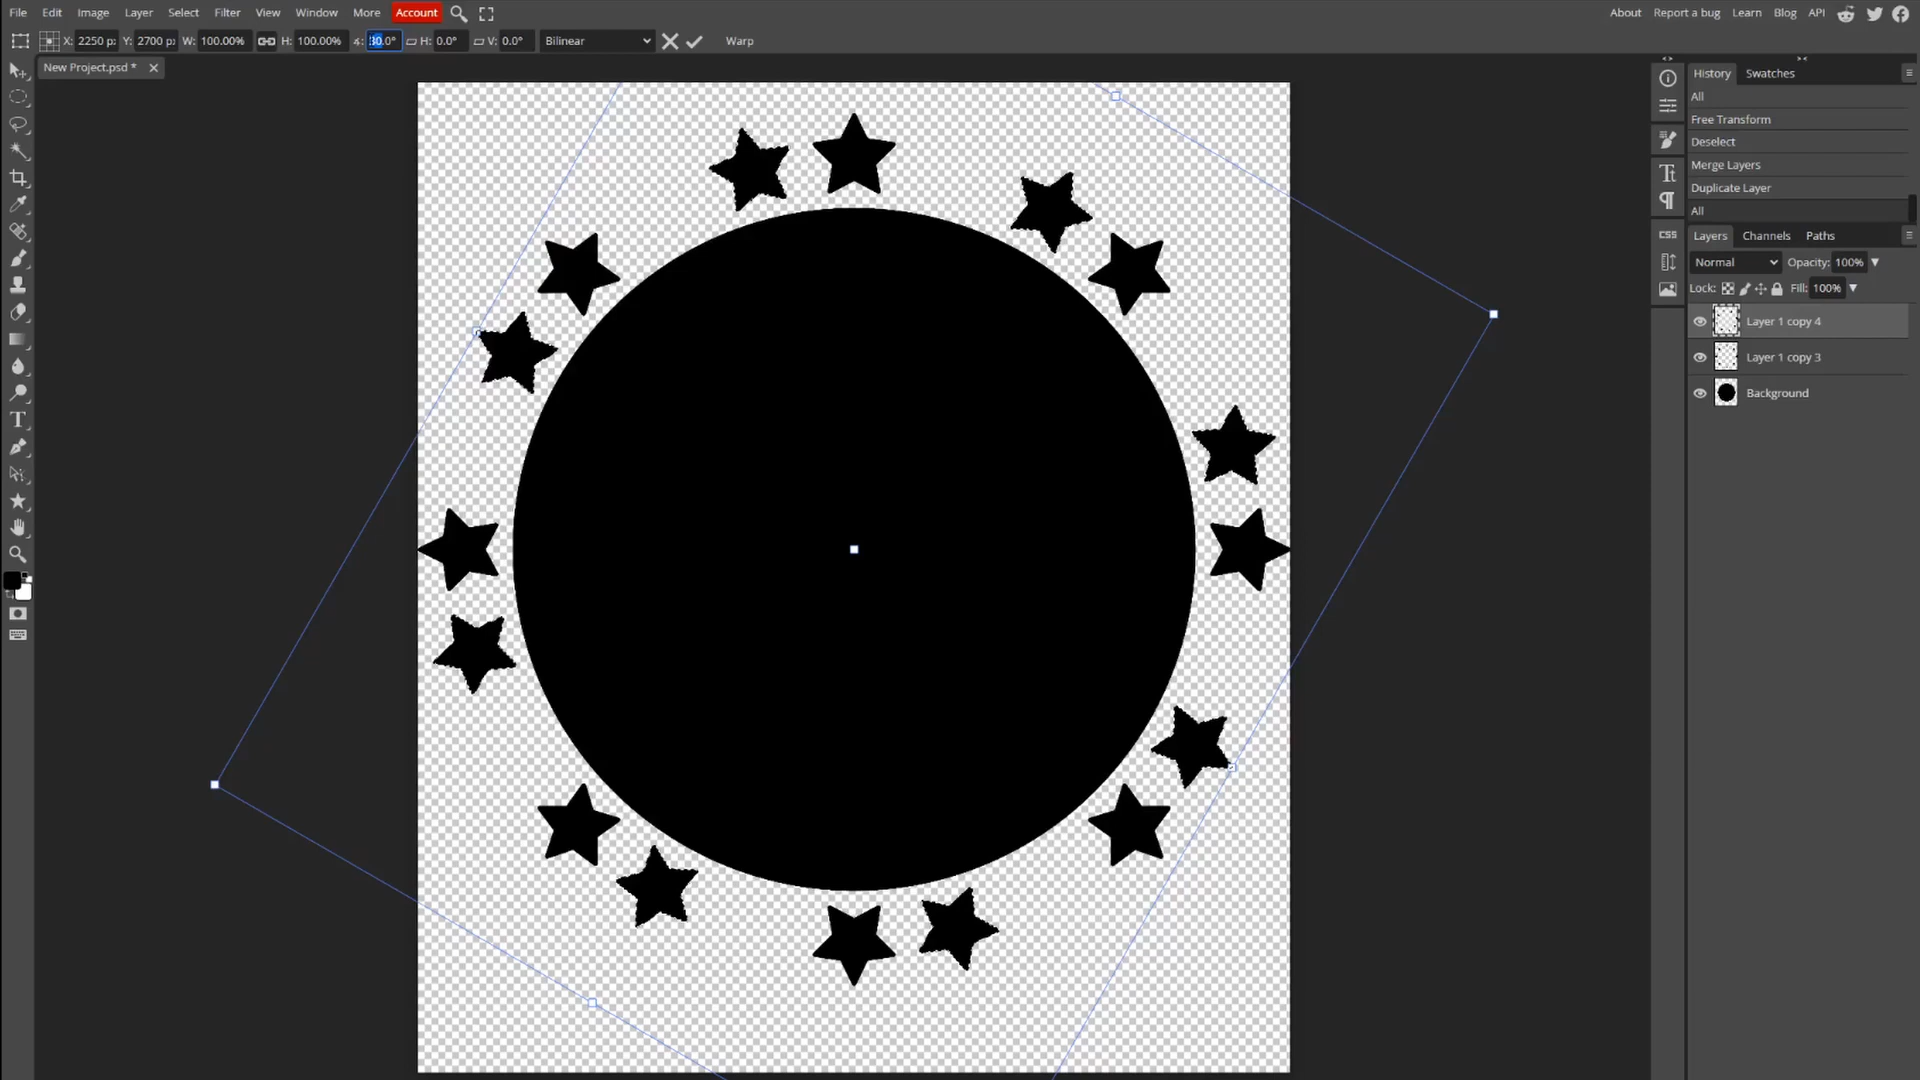 File Edit Image Layer Select Filter View Window More Account About Report a bug Learn Blog API
X: 2250 p: Y: 2700 p: W: 100.00% H: 100.00% 30.0° H: 0.0° V: 0.0° Bilinear Warp
New Project.psd *
History Swatches
All
Free Transform
Deselect
Merge Layers
Duplicate Layer
All
CSS
Layers Channels Paths
Normal Opacity: 100%
Lock: Fill: 100%
Layer 1 copy 4
Layer 1 copy 3
Background